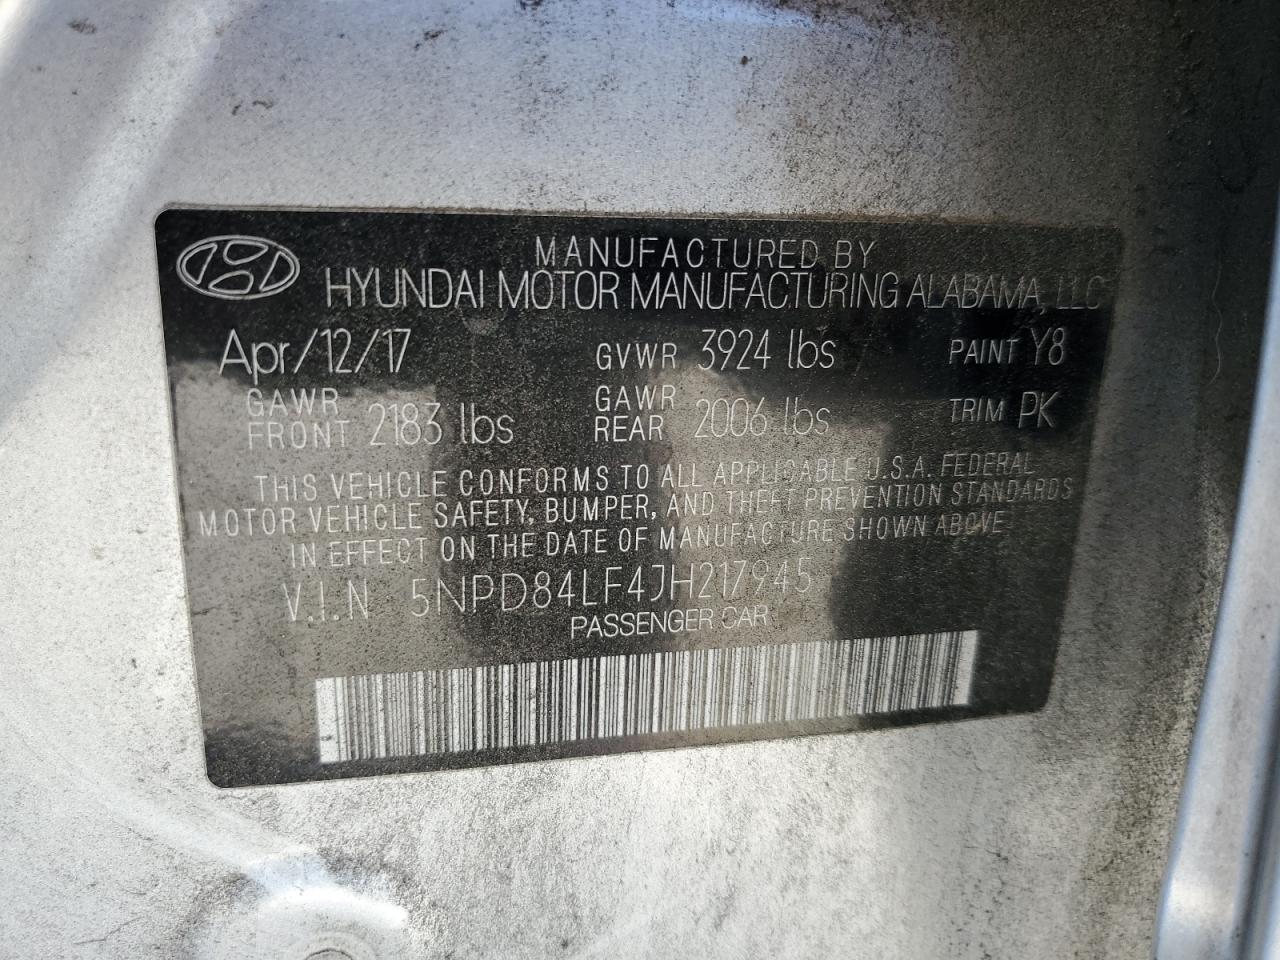 MANUFACTURED BY
HYUNDAI MOTOR MANUFACTURING ALABAMA, LLC
Apr/12/17 GVWR 3924 lbs PAINT Y8
GAWR FRONT 2183 lbs GAWR REAR 2006 lbs TRIM PK
THIS VEHICLE CONFORMS TO ALL APPLICABLE U.S.A. FEDERAL
MOTOR VEHICLE SAFETY, BUMPER, AND THEFT PREVENTION STANDARDS
IN EFFECT ON THE DATE OF MANUFACTURE SHOWN ABOVE
V.I.N 5NPD84LF4JH217945
PASSENGER CAR